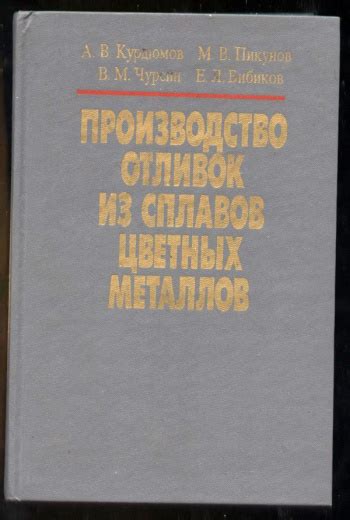 А. В. Курдюмов М. В. Пикунов
В. М. Чурсин Е. Л. Бибиков
ПРОИЗВОДСТВО
ОТЛИВОК
ИЗ СПЛАВОВ
ЦВЕТНЫХ
МЕТАЛЛОВ